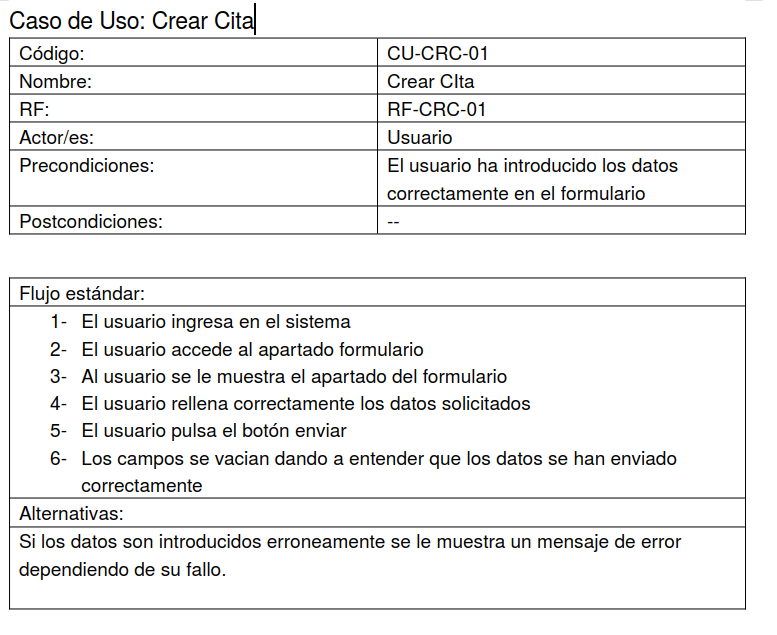 Caso de Uso: Crear Cita
Código: CU-CRC-01
Nombre: Crear CIta
RF: RF-CRC-01
Actor/es: Usuario
Precondiciones: El usuario ha introducido los datos
correctamente en el formulario
Postcondiciones: --
Flujo estándar:
1- El usuario ingresa en el sistema
2- El usuario accede al apartado formulario
3- Al usuario se le muestra el apartado del formulario
4- El usuario rellena correctamente los datos solicitados
5- El usuario pulsa el botón enviar
6- Los campos se vacian dando a entender que los datos se han enviado
correctamente
Alternativas:
Si los datos son introducidos erroneamente se le muestra un mensaje de error
dependiendo de su fallo.